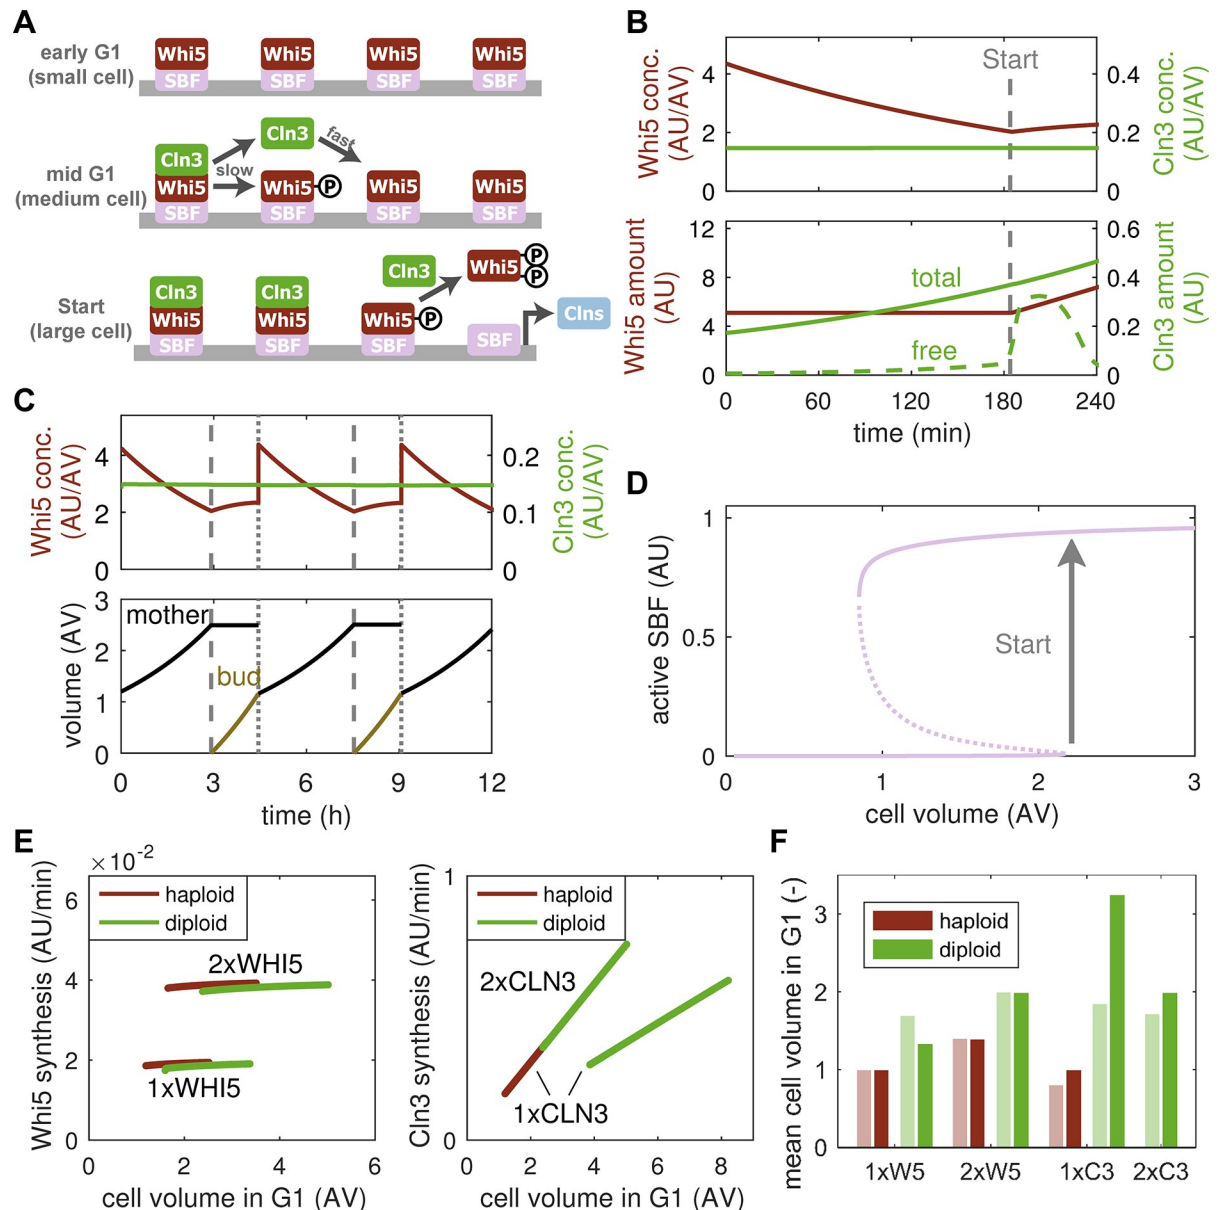 A
early G1
(small cell)
Whi5 Whi5 Whi5 Whi5
SBF SBF SBF SBF
mid G1
(medium cell)
Cln3 Cln3 fast
slow
Whi5 Whi5 P Whi5 Whi5
SBF SBF SBF SBF
Start
(large cell)
Cln3 Cln3 Cln3 Whi5 P P
Whi5 Whi5 Whi5 P Clns
SBF SBF SBF SBF
B
Whi5 conc.
(AU/AV)
4
2
0
Start
0.4
0.2
0
Cln3 conc.
(AU/AV)
Whi5 amount
(AU)
12
8
4
0
total
free
0.6
0.4
0.2
0
Cln3 amount
(AU)
0 60 120 180 240
time (min)
C
Whi5 conc.
(AU/AV)
4
2
0
0.2
0.1
0
Cln3 conc.
(AU/AV)
volume (AV)
3
2
1
0
mother
bud
0 3 6 9 12
time (h)
D
active SBF (AU)
1
0.5
0
Start
0 1 2 3
cell volume (AV)
E
×10-2
Whi5 synthesis (AU/min)
6
4
2
0
haploid
diploid
2xWHI5
1xWHI5
0 2 4 6
cell volume in G1 (AV)
Cln3 synthesis (AU/min)
1
0
haploid
diploid
2xCLN3
1xCLN3
0 2 4 6 8
cell volume in G1 (AV)
F
mean cell volume in G1 (-)
3
2
1
0
haploid
diploid
1xW5 2xW5 1xC3 2xC3